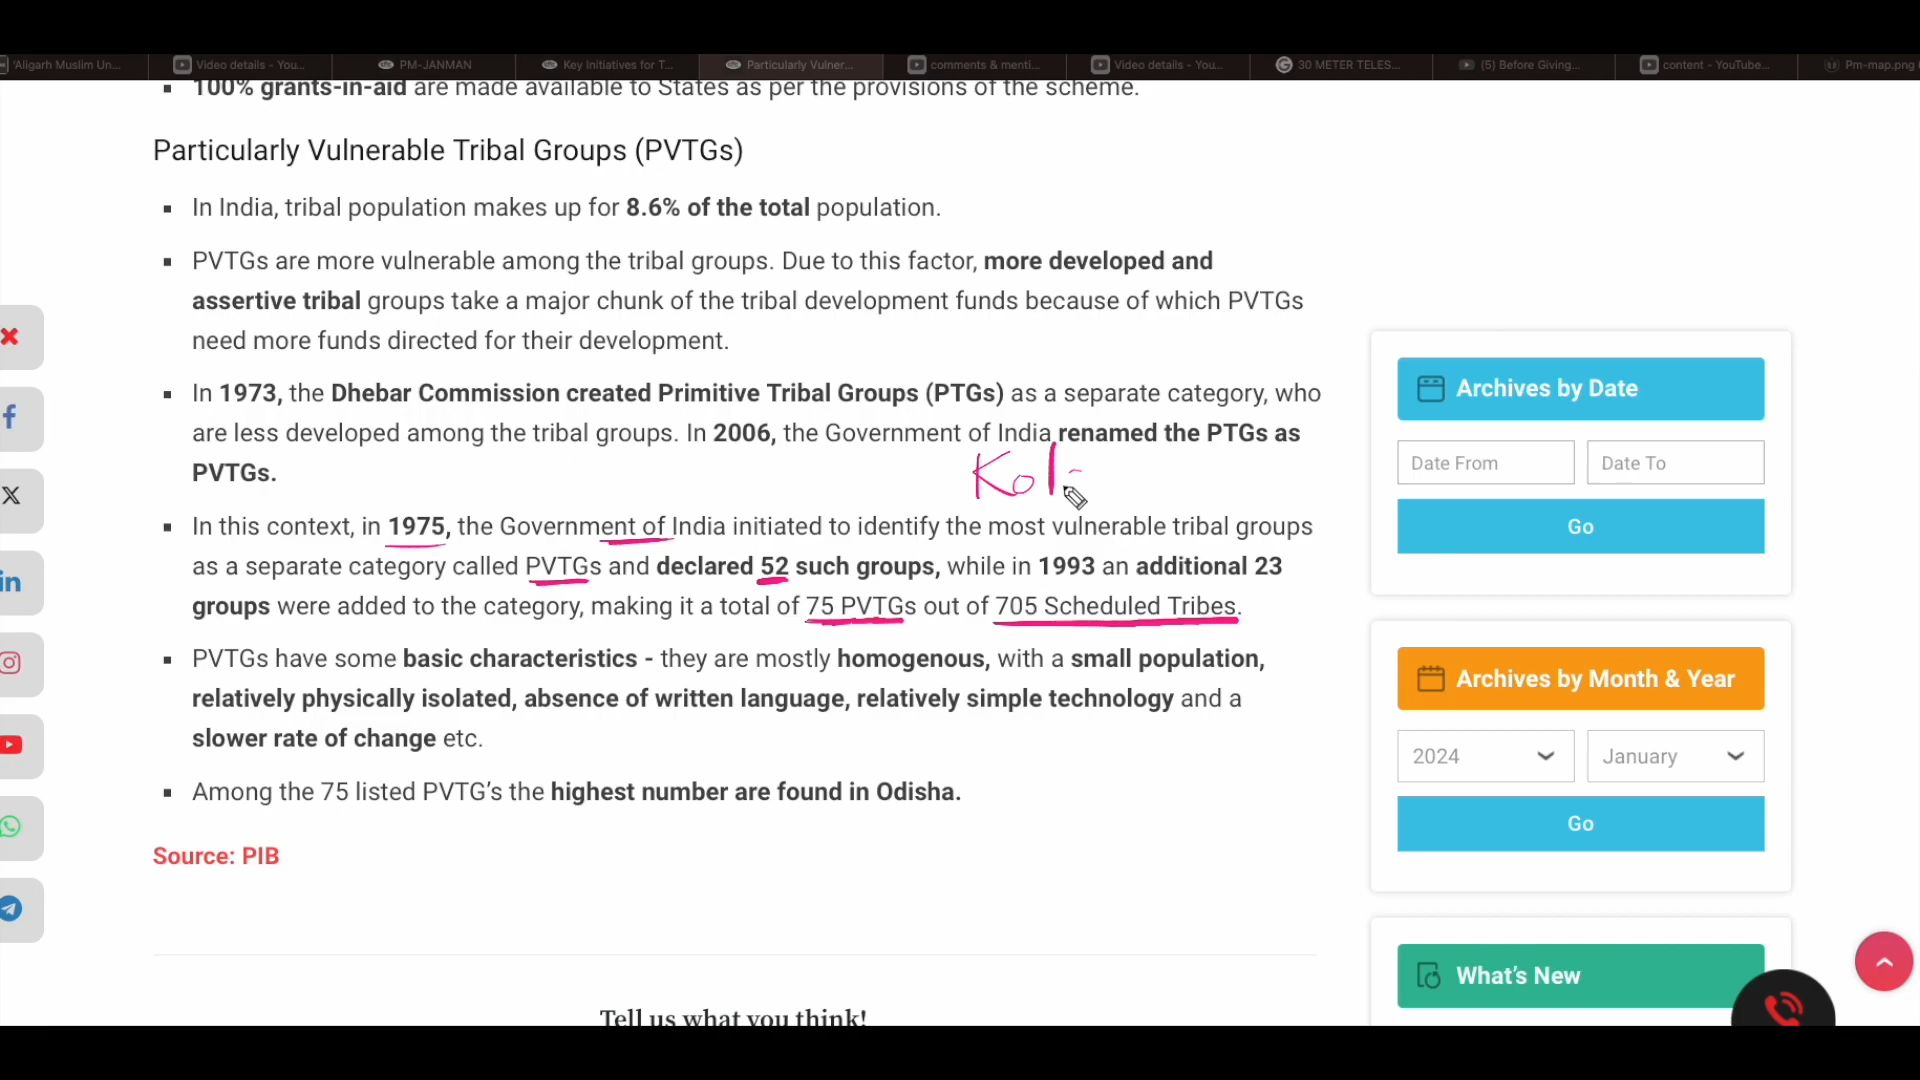 'Aligarh Muslim Un...
Video details - You...
PM-JANMAN
Key Initiatives for T...
Particularly Vulner...
comments & menti...
Video details - You...
30 METER TELES...
(5) Before Giving...
content - YouTube...
Pm-map.png
100% grants-in-aid are made available to States as per the provisions of the scheme.
Particularly Vulnerable Tribal Groups (PVTGs)
In India, tribal population makes up for 8.6% of the total population.
PVTGs are more vulnerable among the tribal groups. Due to this factor, more developed and
assertive tribal groups take a major chunk of the tribal development funds because of which PVTGs
need more funds directed for their development.
In 1973, the Dhebar Commission created Primitive Tribal Groups (PTGs) as a separate category, who
are less developed among the tribal groups. In 2006, the Government of India renamed the PTGs as
PVTGs.
Kol
In this context, in 1975, the Government of India initiated to identify the most vulnerable tribal groups
as a separate category called PVTGs and declared 52 such groups, while in 1993 an additional 23
groups were added to the category, making it a total of 75 PVTGs out of 705 Scheduled Tribes.
PVTGs have some basic characteristics - they are mostly homogenous, with a small population,
relatively physically isolated, absence of written language, relatively simple technology and a
slower rate of change etc.
Among the 75 listed PVTG’s the highest number are found in Odisha.
Source: PIB
Tell us what you think!
Archives by Date
Date From
Date To
Go
Archives by Month & Year
2024
January
Go
What’s New